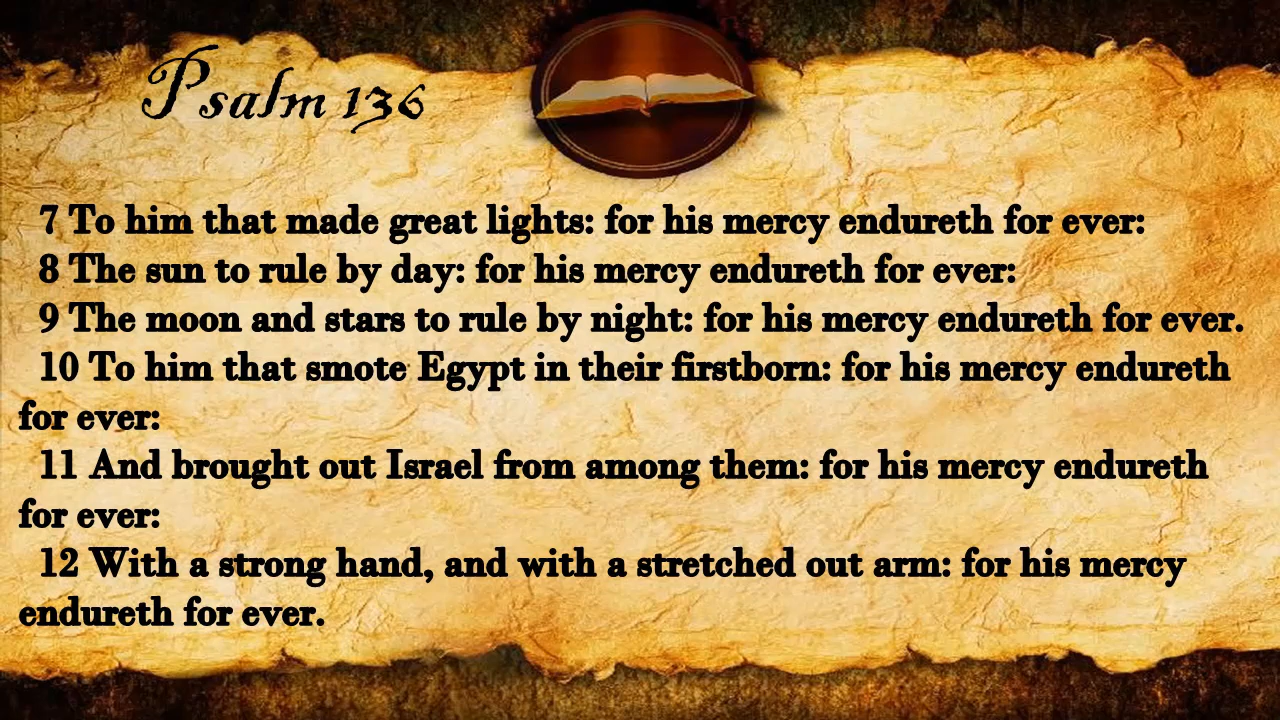 Psalm 136
7 To him that made great lights: for his mercy endureth for ever:
8 The sun to rule by day: for his mercy endureth for ever:
9 The moon and stars to rule by night: for his mercy endureth for ever.
10 To him that smote Egypt in their firstborn: for his mercy endureth
for ever:
11 And brought out Israel from among them: for his mercy endureth
for ever:
12 With a strong hand, and with a stretched out arm: for his mercy
endureth for ever.